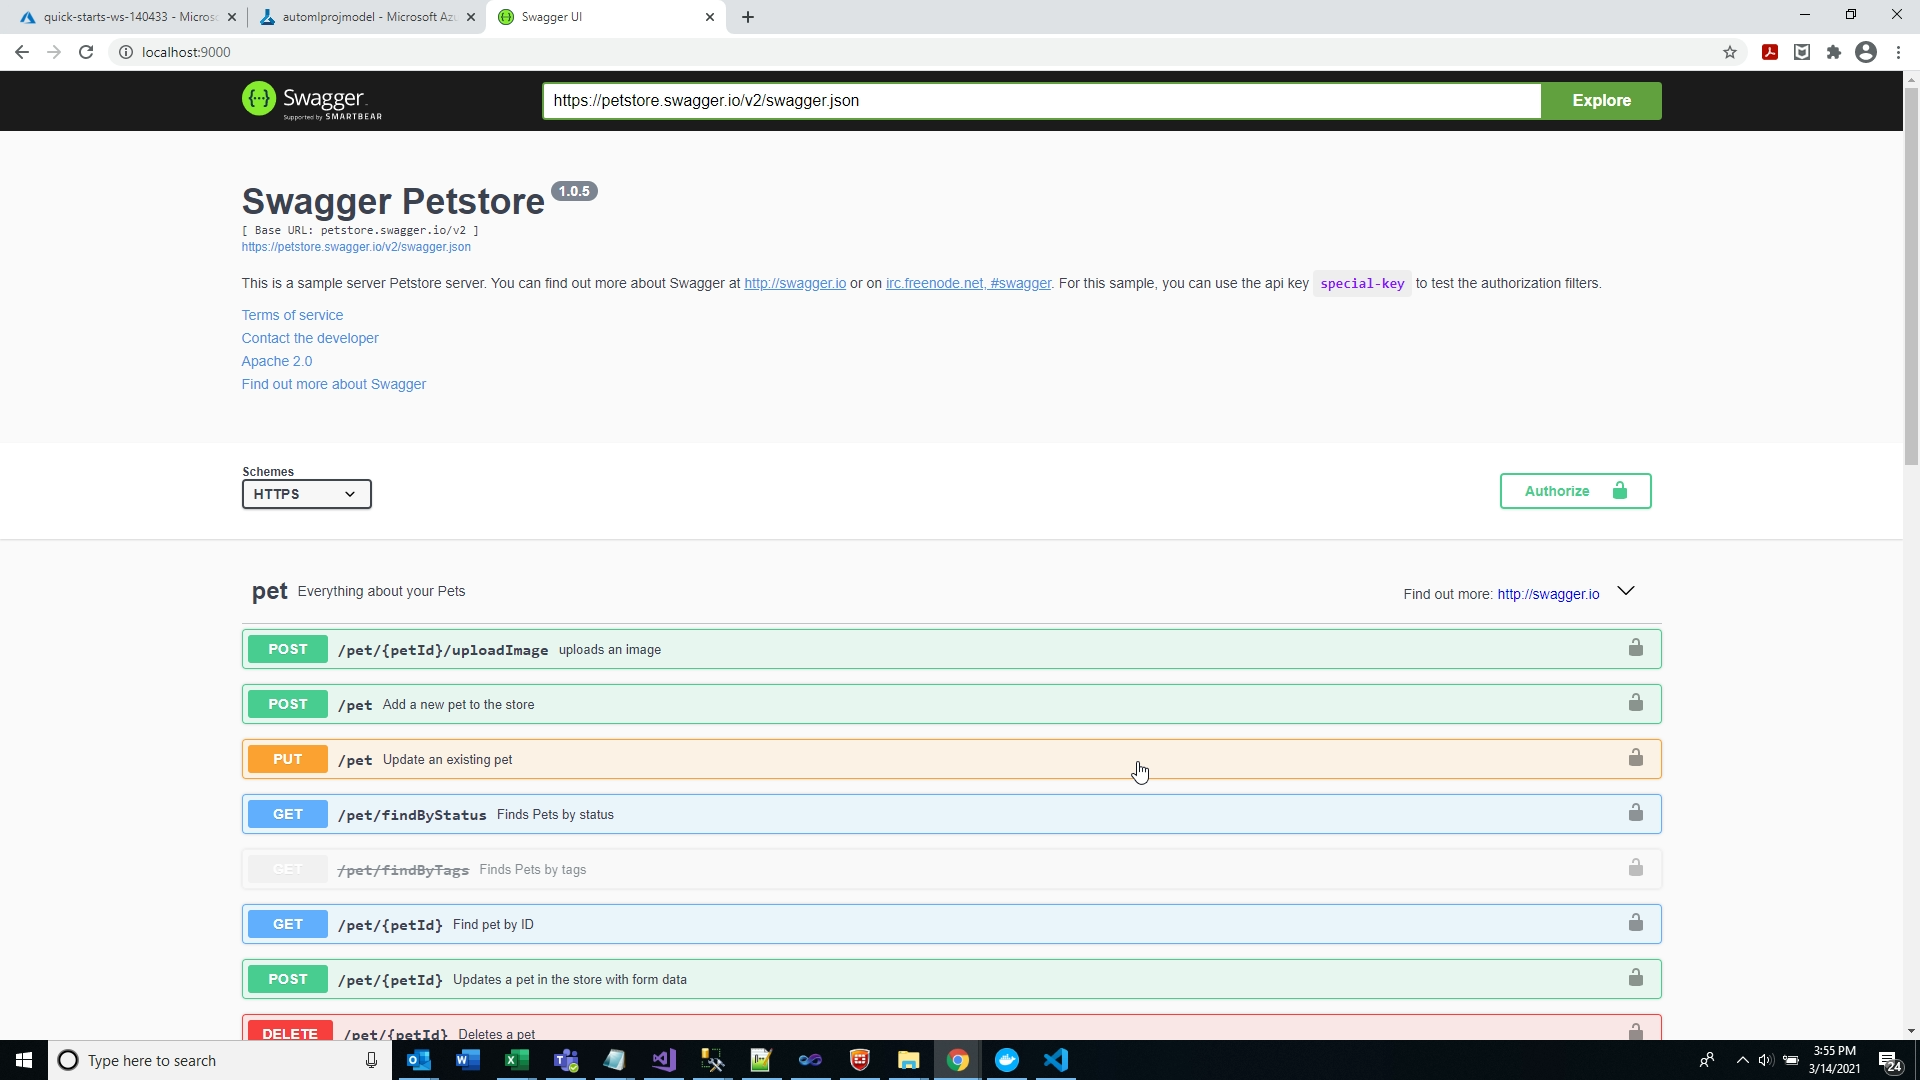 quick-starts-ws-140433 - Micros
automlprojmodel - Microsoft Az
Swagger UI
localhost:9000
Swagger
Supported by SMARTBEAR
https://petstore.swagger.io/v2/swagger.json
Explore
Swagger Petstore 1.0.5
[ Base URL: petstore.swagger.io/v2 ]
https://petstore.swagger.io/v2/swagger.json
This is a sample server Petstore server. You can find out more about Swagger at http://swagger.io or on irc.freenode.net, #swagger. For this sample, you can use the api key special-key to test the authorization filters.
Terms of service
Contact the developer
Apache 2.0
Find out more about Swagger
Schemes
HTTPS
Authorize
pet Everything about your Pets
Find out more: http://swagger.io
POST /pet/{petId}/uploadImage uploads an image
POST /pet Add a new pet to the store
PUT /pet Update an existing pet
GET /pet/findByStatus Finds Pets by status
GET /pet/findByTags Finds Pets by tags
GET /pet/{petId} Find pet by ID
POST /pet/{petId} Updates a pet in the store with form data
DELETE /pet/{petId} Deletes a pet
Type here to search
3:55 PM
3/14/2021
24